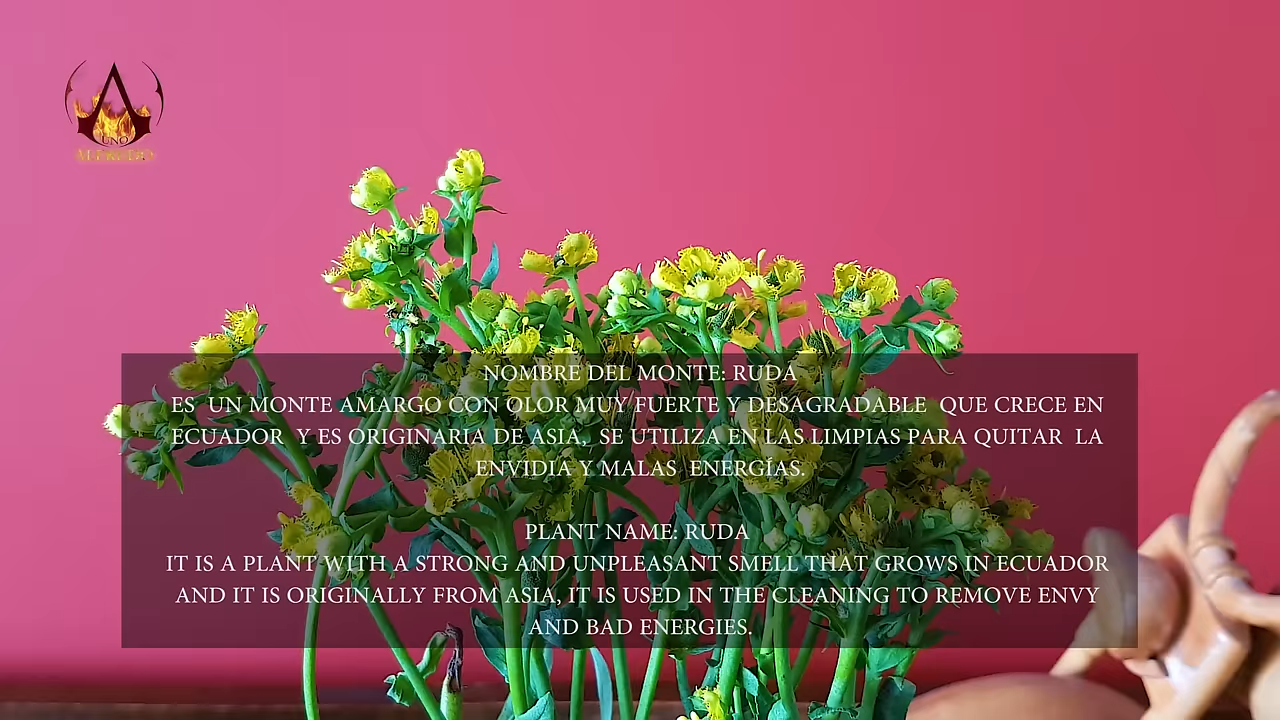 UNO
NOMBRE DEL MONTE: RUDA
ES UN MONTE AMARGO CON OLOR MUY FUERTE Y DESAGRADABLE QUE CRECE EN
ECUADOR Y ES ORIGINARIA DE ASIA, SE UTILIZA EN LAS LIMPIAS PARA QUITAR LA
ENVIDIA Y MALAS ENERGÍAS.
PLANT NAME: RUDA
IT IS A PLANT WITH A STRONG AND UNPLEASANT SMELL THAT GROWS IN ECUADOR
AND IT IS ORIGINALLY FROM ASIA, IT IS USED IN THE CLEANING TO REMOVE ENVY
AND BAD ENERGIES.